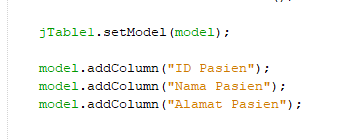 jTable1.setModel(model);
model.addColumn("ID Pasien");
model.addColumn("Nama Pasien");
model.addColumn("Alamat Pasien");